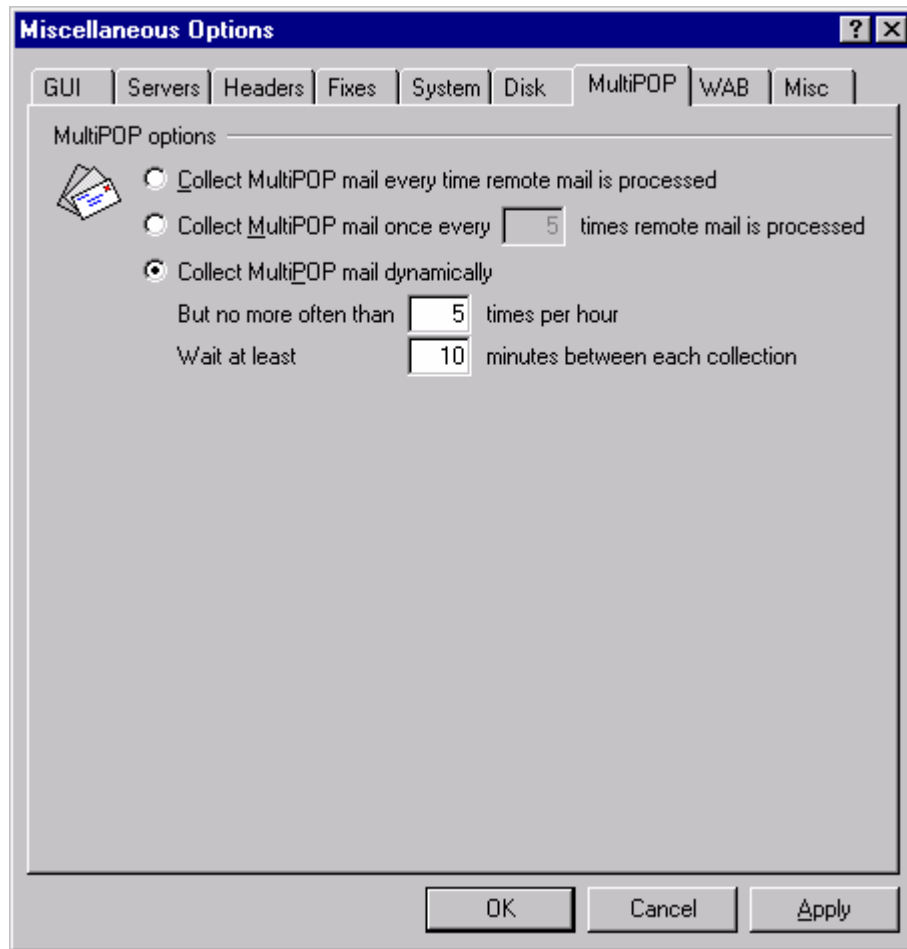 Miscellaneous Options
GUI Servers Headers Fixes System Disk MultiPOP WAB Misc
MultiPOP options
Collect MultiPOP mail every time remote mail is processed
Collect MultiPOP mail once every 5 times remote mail is processed
Collect MultiPOP mail dynamically
But no more often than 5 times per hour
Wait at least 10 minutes between each collection
OK Cancel Apply